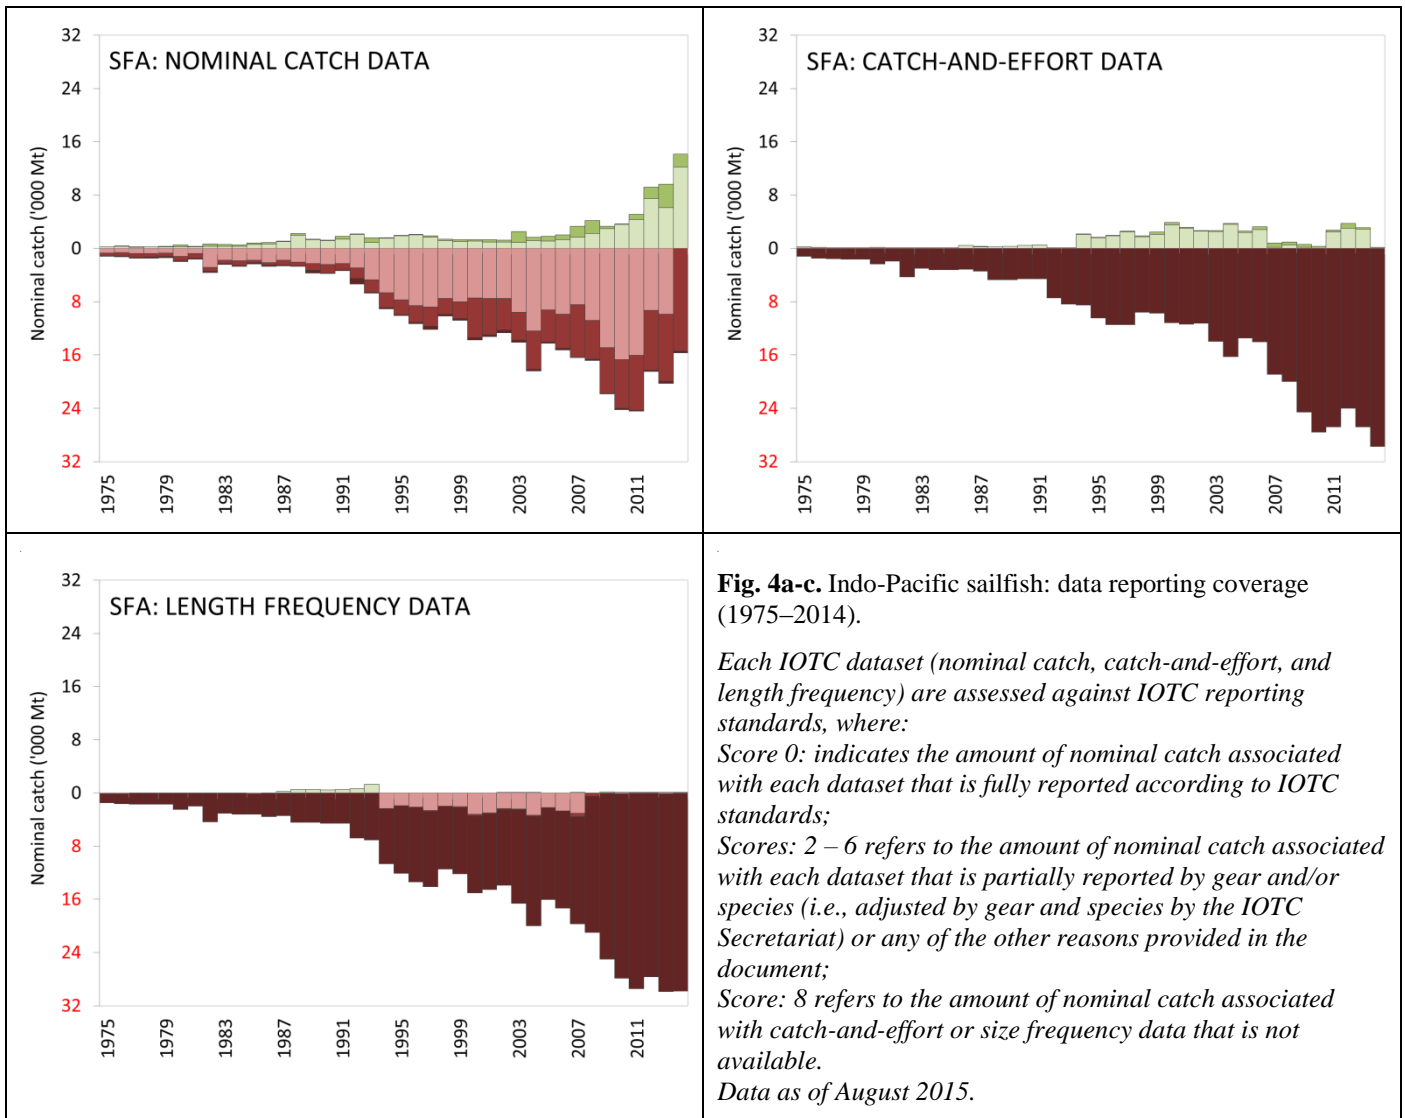 SFA: NOMINAL CATCH DATA
Nominal catch ('000 Mt)
32
24
16
8
0
8
16
24
32
1975
1979
1983
1987
1991
1995
1999
2003
2007
2011
SFA: CATCH-AND-EFFORT DATA
Nominal catch ('000 Mt)
32
24
16
8
0
8
16
24
32
1975
1979
1983
1987
1991
1995
1999
2003
2007
2011
SFA: LENGTH FREQUENCY DATA
Nominal catch ('000 Mt)
32
24
16
8
0
8
16
24
32
1975
1979
1983
1987
1991
1995
1999
2003
2007
2011
Fig. 4a-c. Indo-Pacific sailfish: data reporting coverage
(1975–2014).
Each IOTC dataset (nominal catch, catch-and-effort, and
length frequency) are assessed against IOTC reporting
standards, where:
Score 0: indicates the amount of nominal catch associated
with each dataset that is fully reported according to IOTC
standards;
Scores: 2 – 6 refers to the amount of nominal catch associated
with each dataset that is partially reported by gear and/or
species (i.e., adjusted by gear and species by the IOTC
Secretariat) or any of the other reasons provided in the
document;
Score: 8 refers to the amount of nominal catch associated
with catch-and-effort or size frequency data that is not
available.
Data as of August 2015.